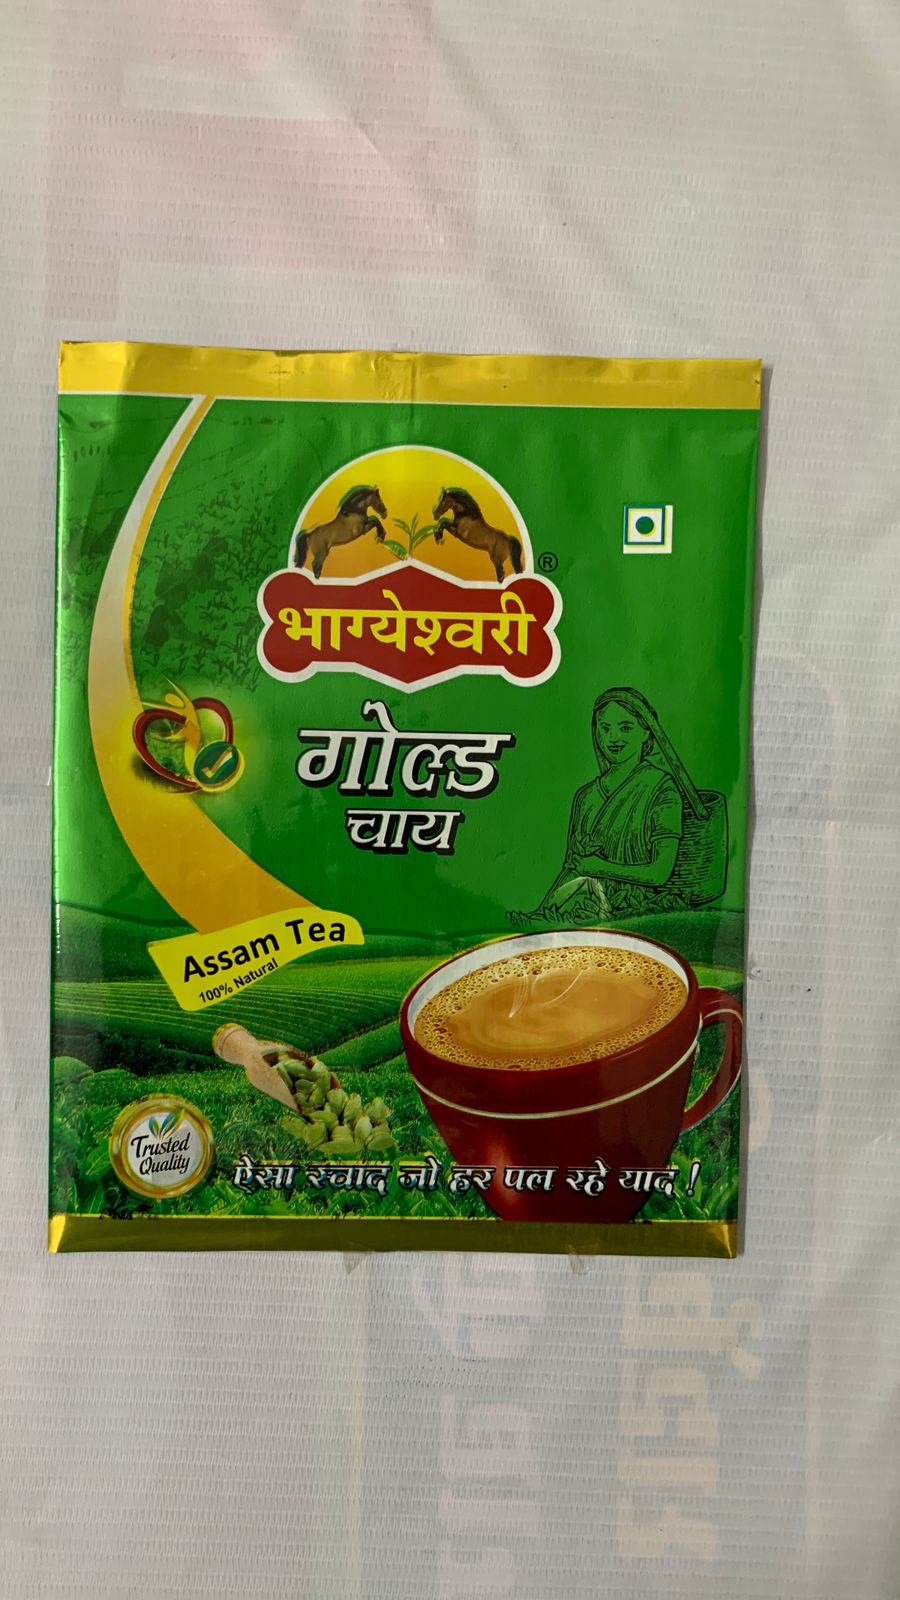 ®
भाग्येश्वरी
गोल्ड
चाय
Assam Tea
100% Natural
Trusted
Quality
ऐसा स्वाद जो हर पल रहे याद !